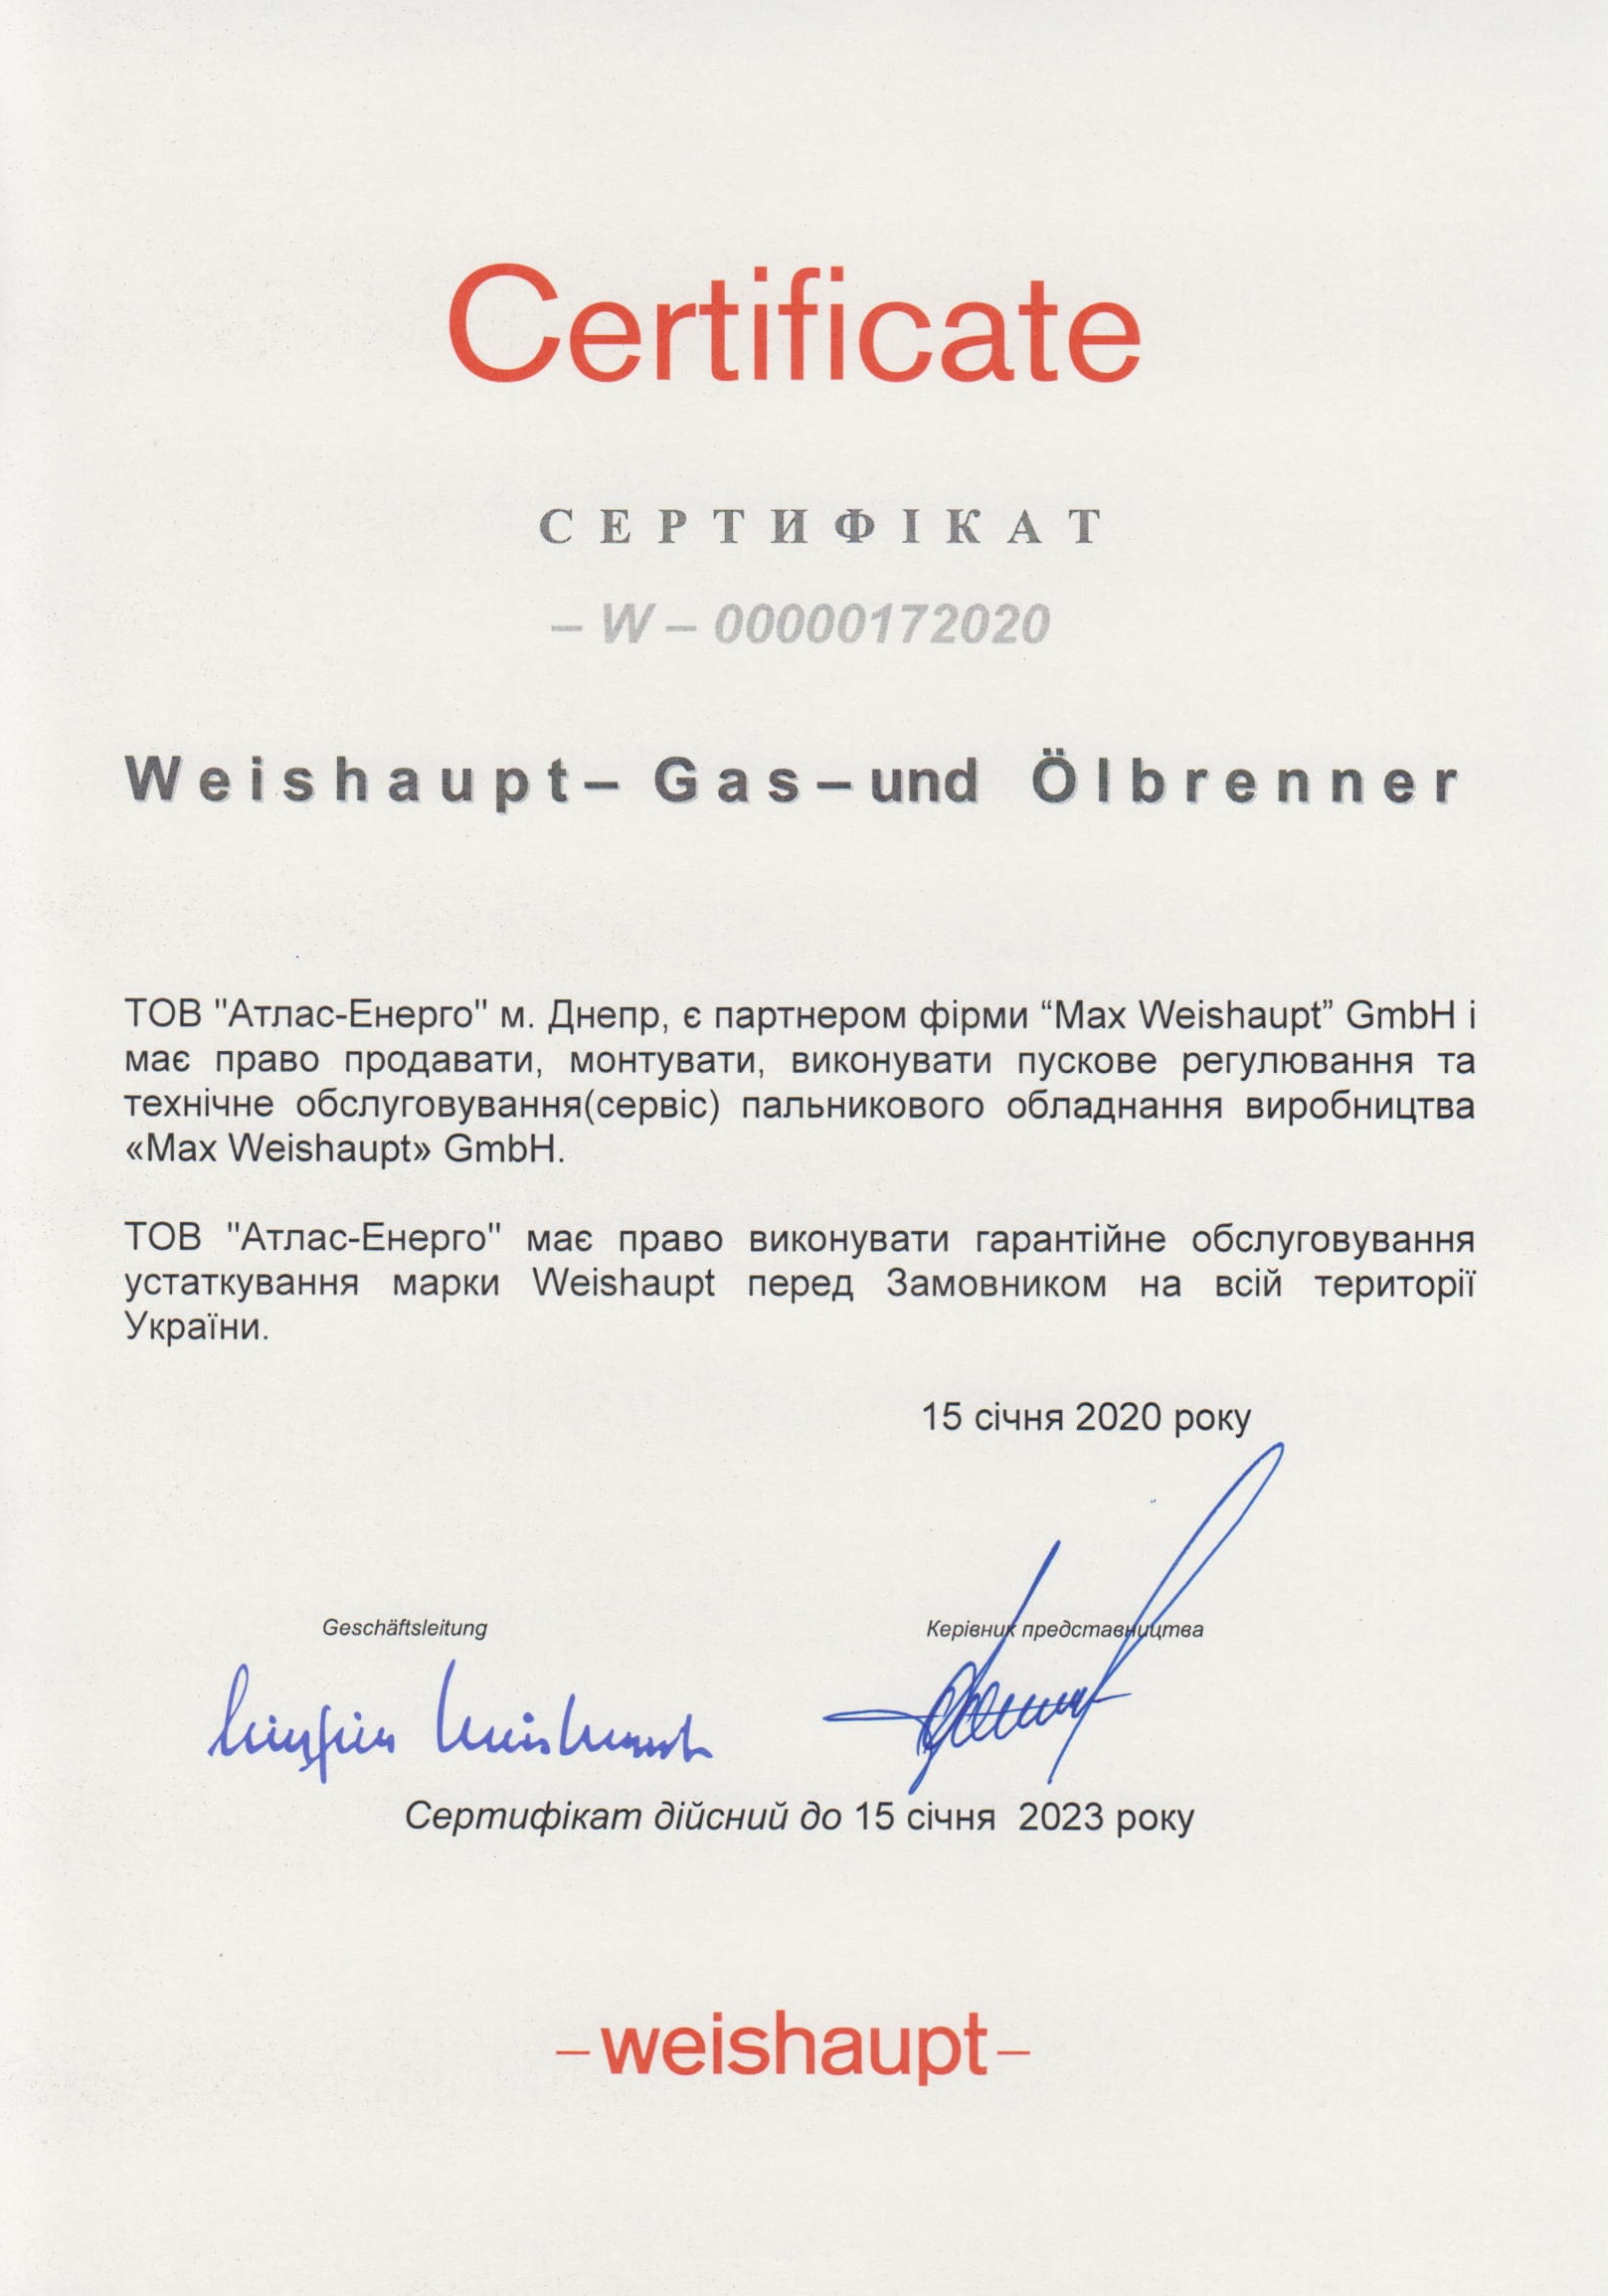 Certificate
СЕРТИФІКАТ
– W – 00000172020
Weishaupt– Gas–und Ölbrenner
ТОВ "Атлас-Енерго" м. Днепр, є партнером фірми “Max Weishaupt” GmbH і
має право продавати, монтувати, виконувати пускове регулювання та
технічне обслуговування(сервіс) пальникового обладнання виробництва
«Max Weishaupt» GmbH.
ТОВ "Атлас-Енерго" має право виконувати гарантійне обслуговування
устаткування марки Weishaupt перед Замовником на всій території
України.
15 січня 2020 року
Geschäftsleitung
Керівник представництва
Сертифікат дійсний до 15 січня 2023 року
–weishaupt–